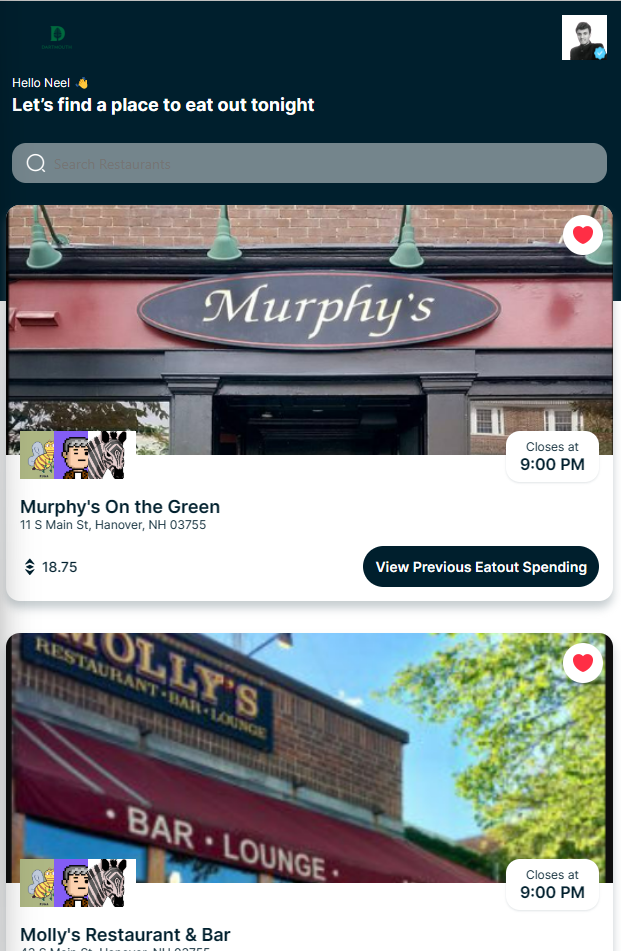 D
Hello Neel 👋
Let's find a place to eat out tonight
Search Restaurants
Murphy's
Closes at
9:00 PM
Murphy's On the Green
11 S Main St, Hanover, NH 03755
18.75
View Previous Eatout Spending
MOLLY'S
RESTAURANT • BAR • LOUNGE
• BAR • LOUNGE •
Closes at
9:00 PM
Molly's Restaurant & Bar